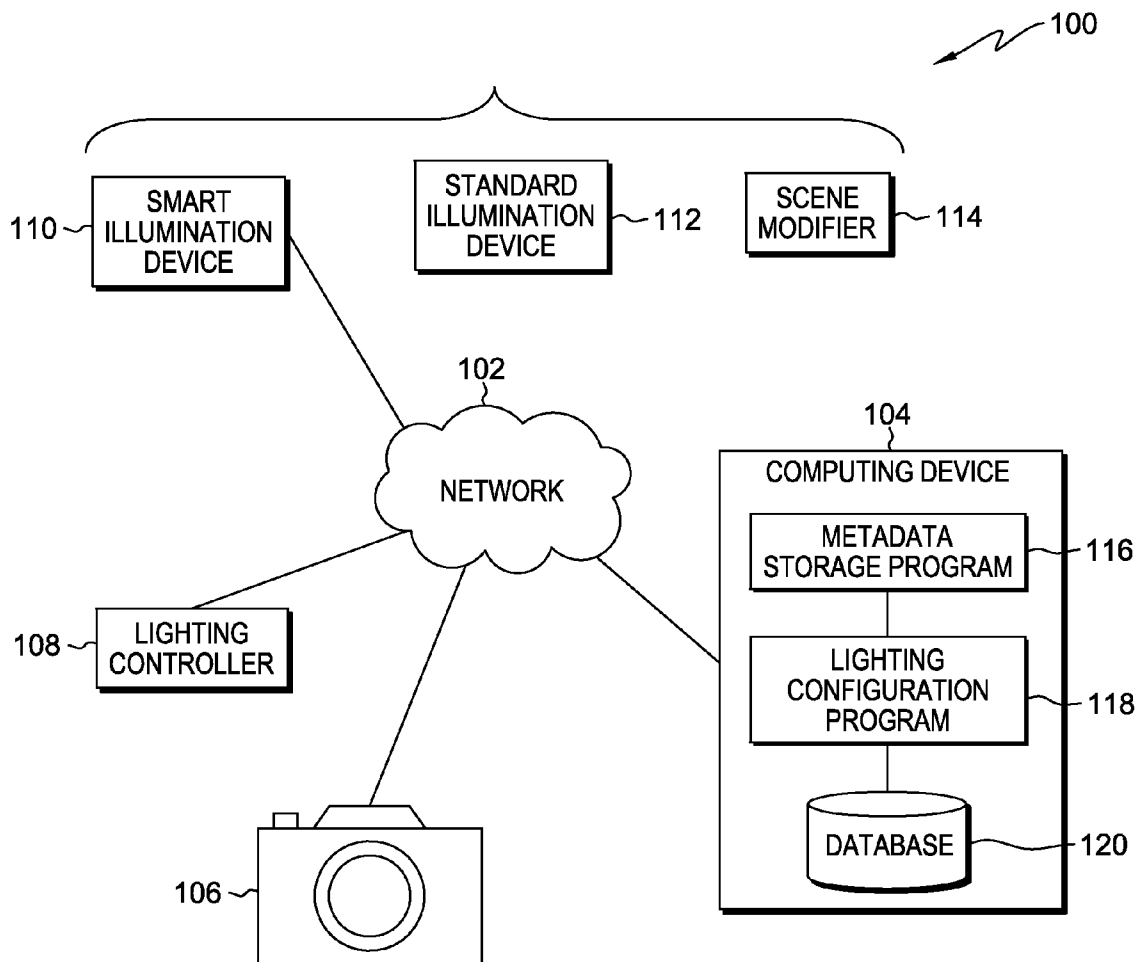 100
110
SMART
ILLUMINATION
DEVICE
STANDARD
ILLUMINATION
DEVICE
112
SCENE
MODIFIER
114
102
NETWORK
104
COMPUTING DEVICE
METADATA
STORAGE PROGRAM
116
LIGHTING
CONFIGURATION
PROGRAM
118
DATABASE
120
108
LIGHTING
CONTROLLER
106